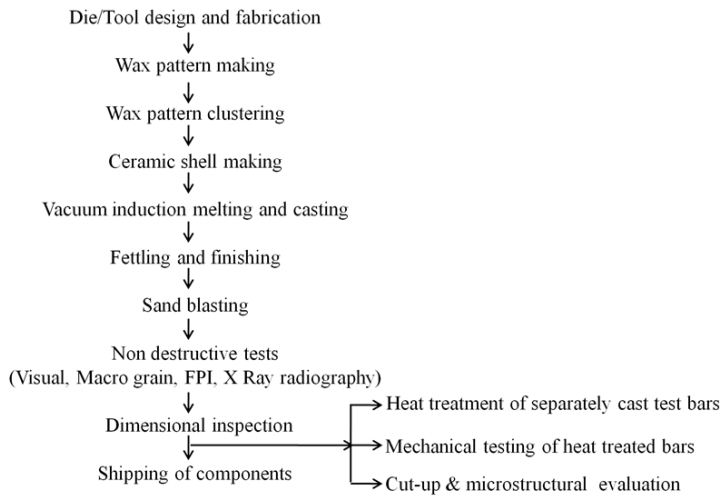 Die/Tool design and fabrication
Wax pattern making
Wax pattern clustering
Ceramic shell making
Vacuum induction melting and casting
Fettling and finishing
Sand blasting
Non destructive tests
(Visual, Macro grain, FPI, X Ray radiography)
Dimensional inspection
Shipping of components
Heat treatment of separately cast test bars
Mechanical testing of heat treated bars
Cut-up & microstructural evaluation